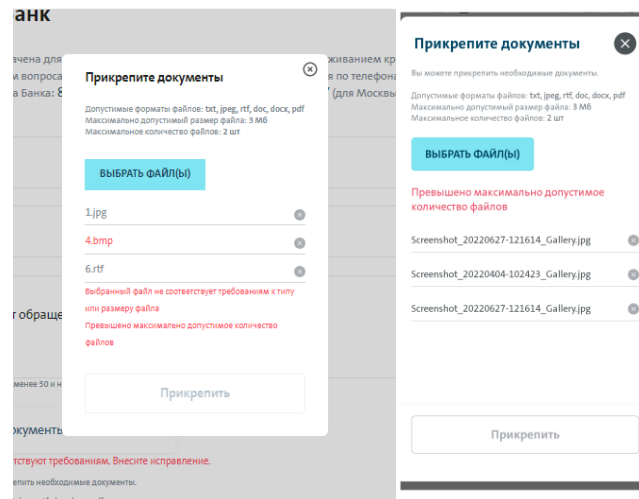 анк
ачена для
живанием кр
м вопроса
я по телефона
а Банка: 8
(для Москвы
Прикрепите документы
Допустимые форматы файлов: txt, jpeg, rtf, doc, docx, pdf
Максимально допустимый размер файла: 3 Мб
Максимальное количество файлов: 2 шт
ВЫБРАТЬ ФАЙЛ(Ы)
1.jpg
4.bmp
6.rtf
Выбранный файл не соответствует требованиям к типу
или размеру файла
Превышено максимально допустимое количество
файлов
Прикрепить
т обраще
менее 50 и н
окументь
тствуют требованиям. Внесите исправление.
епить необходимые документы.
Прикрепите документы
Вы можете прикрепить необходимые документы.
Допустимые форматы файлов: txt, jpeg, rtf, doc, docx, pdf
Максимально допустимый размер файла: 3 Мб
Максимальное количество файлов: 2 шт
ВЫБРАТЬ ФАЙЛ(Ы)
Превышено максимально допустимое
количество файлов
Screenshot_20220627-121614_Gallery.jpg
Screenshot_20220404-102423_Gallery.jpg
Screenshot_20220627-121614_Gallery.jpg
Прикрепить